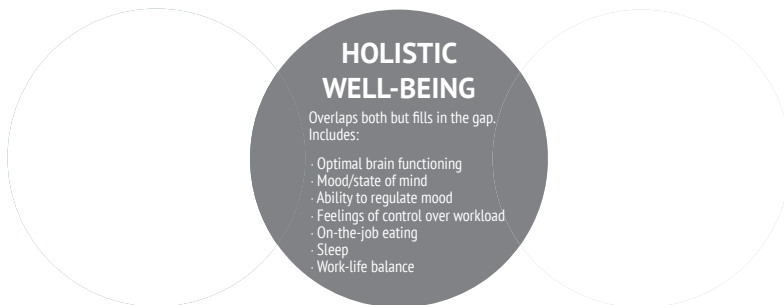 HOLISTIC
WELL-BEING
Overlaps both but fills in the gap.
Includes:
· Optimal brain functioning
· Mood/state of mind
· Ability to regulate mood
· Feelings of control over workload
· On-the-job eating
· Sleep
· Work-life balance